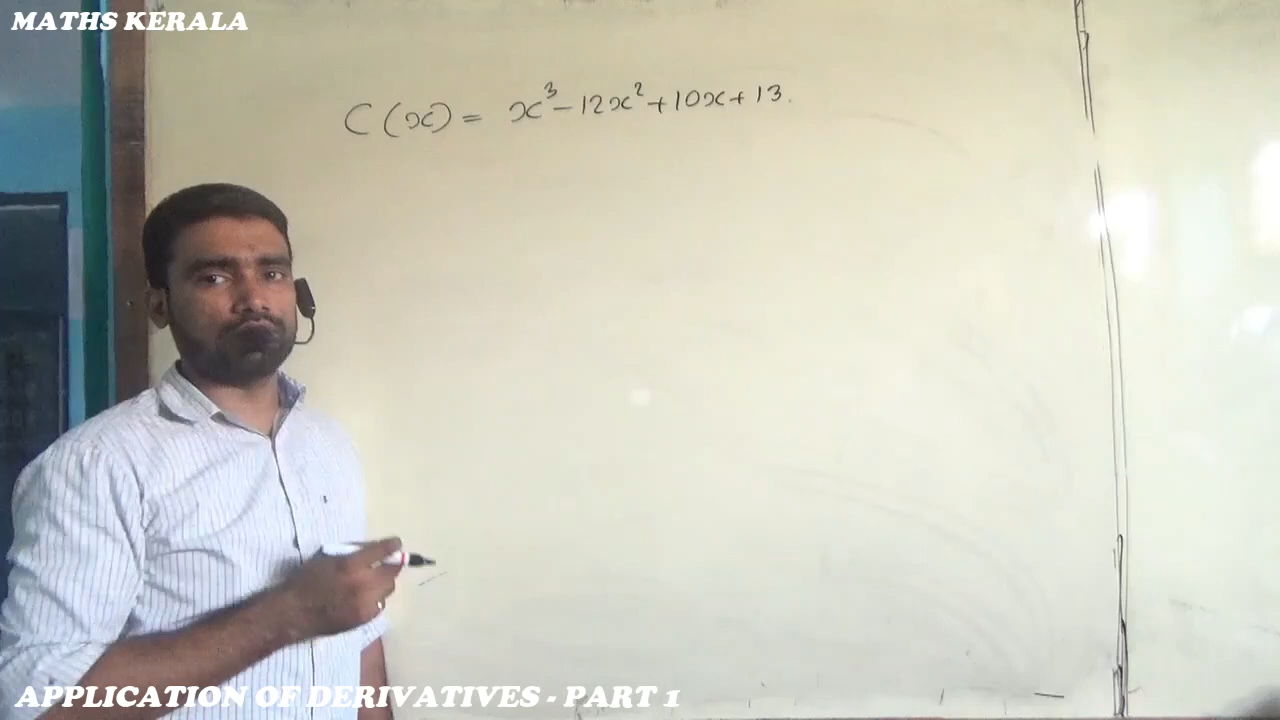 MATHS KERALA
C(x) = x³-12x²+10x+13.
APPLICATION OF DERIVATIVES - PART 1